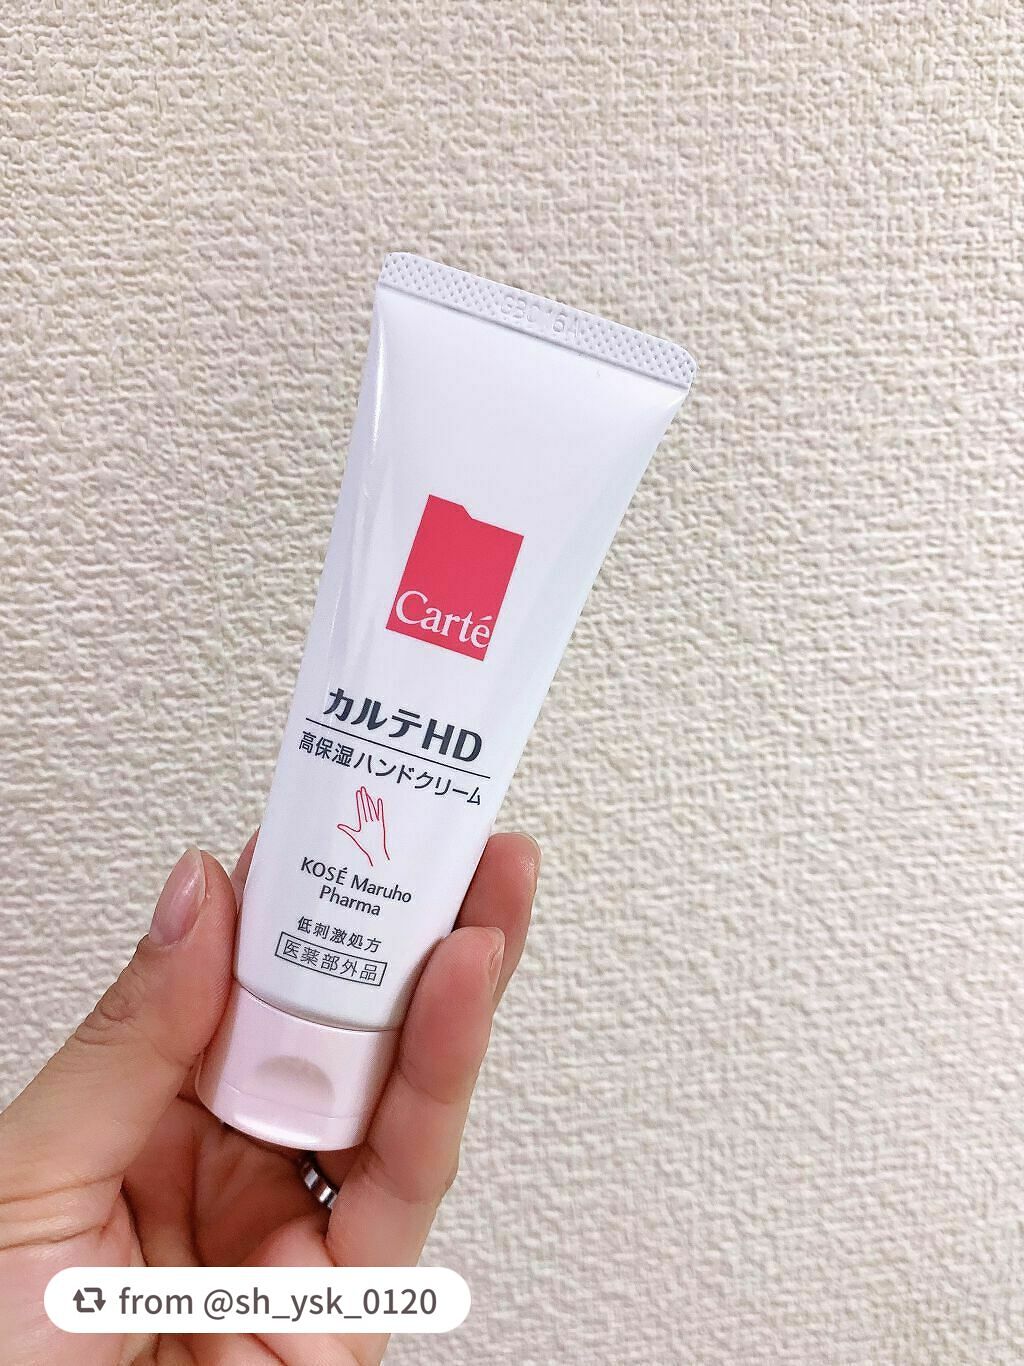 Carté
カルテHD
高保湿ハンドクリーム
KOSÉ Maruho
Pharma
低刺激処方
医薬部外品
from @sh_ysk_0120